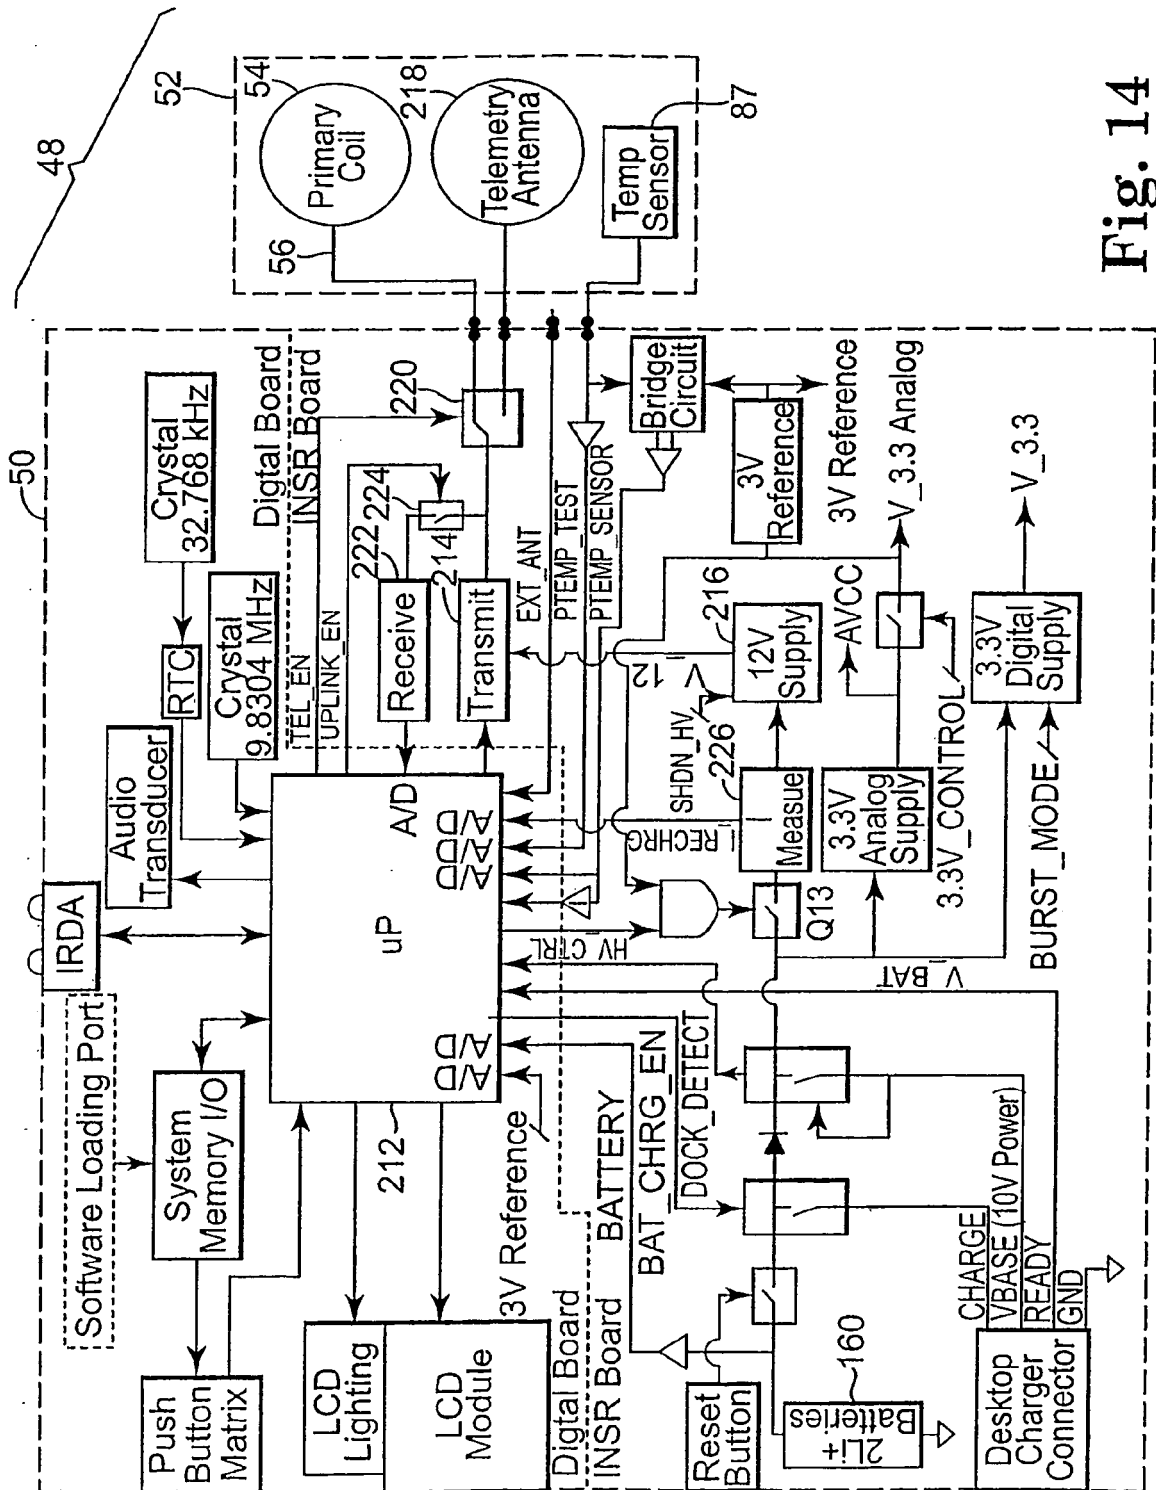 48
50
52
54
Primary
Coil
56
218
Telemetry
Antenna
Temp
Sensor
87
Software Loading Port
IRDA
Audio
Transducer
RTC
Crystal
32.768 kHz
Crystal
9.8304 MHz
Push
Button
Matrix
System
Memory I/O
uP
212
LCD
Lighting
LCD
Module
A/D
A/D
A/D
A/D
A/D
A/D
TEL_EN
UPLINK_EN
Digtal Board
INSR Board
220
224
222
Receive
214
Transmit
EXT_ANT
PTEMP_TEST
PTEMP_SENSOR
Bridge
Circuit
3V
Reference
3V Reference
3V Reference
Digtal Board
INSR Board
BATTERY
BAT_CHRG_EN
DOCK_DETECT
HV_CTRL
I_RECHRG
SHDN_HV
V_12
216
12V
Supply
226
Measure
Q13
V_BAT
3.3V
Analog
Supply
AVCC
V_3.3 Analog
3.3V_CONTROL
3.3V
Digital
Supply
V_3.3
BURST_MODE
Reset
Button
160
2Li+
Batteries
CHARGE
VBASE (10V Power)
READY
GND
Desktop
Charger
Connector
Fig. 14